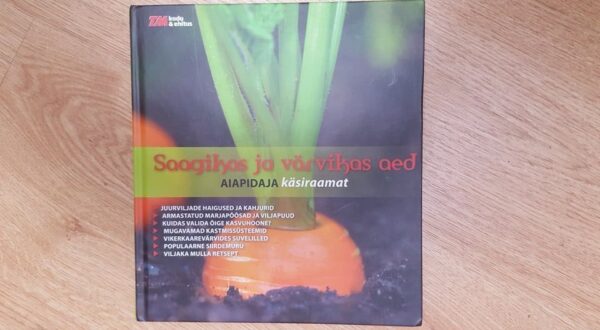 TM kodu
& ehitus
Saagikas ja värvikas aed
AIAPIDAJA käsiraamat
JUURVILJADE HAIGUSED JA KAHJURID
ARMASTATUD MARJAPÕÕSAD JA VILJAPUUD
KUIDAS VALIDA ÕIGE KASVUHOONE?
MUGAVAMAD KASTMISSÜSTEEMID
VIKERKAAREVÄRVIDES SUVELILLED
POPULAARNE SIIRDEMURU
VILJAKA MULLA RETSEPT